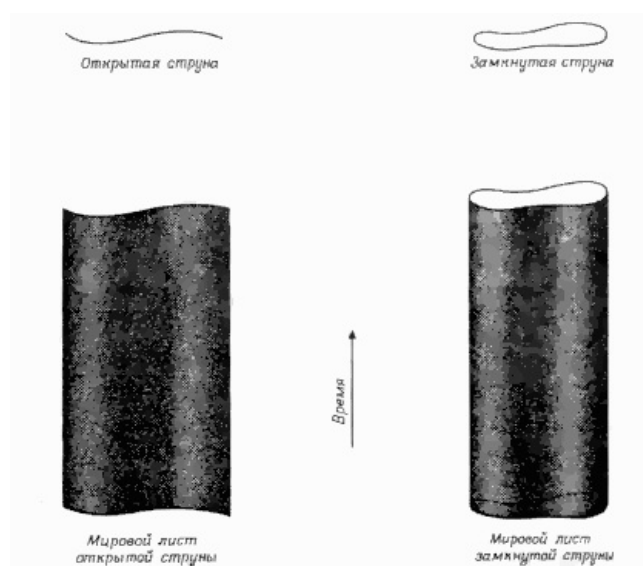 Открытая струна
Замкнутая струна
Время
Мировой лист
открытой струны
Мировой лист
замкнутой струны